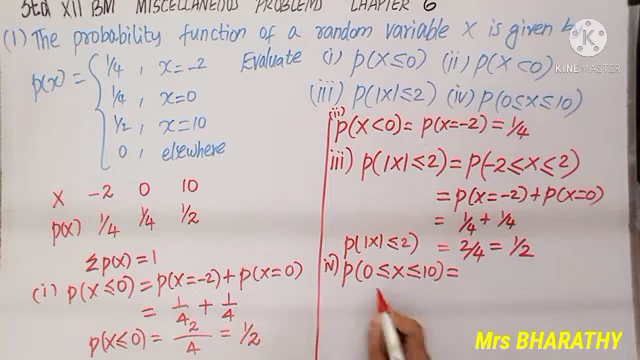 Std XII BM MISCELLANEOUS PROBLEMS CHAPTER 6
(1) The probability function of a random variable X is given by
p(x) = { 1/4, x=-2
1/4, x=0
1/2, x=10
0, elsewhere
Evaluate (i) P(X≤0) (ii) P(X<0)
(iii) P(|X|≤2) (iv) P(0≤X≤10)
X -2 0 10
p(x) 1/4 1/4 1/2
Σp(x) = 1
(i) P(X≤0) = P(X=-2) + P(X=0)
= 1/4 + 1/4
P(X≤0) = 2/4 = 1/2
(ii) P(X<0) = P(X=-2) = 1/4
iii) P(|X|≤2) = P(-2≤X≤2)
= P(X=-2) + P(X=0)
= 1/4 + 1/4
P(|X|≤2) = 2/4 = 1/2
iv) P(0≤X≤10) =
Made with
KINEMASTER
Mrs BHARATHY